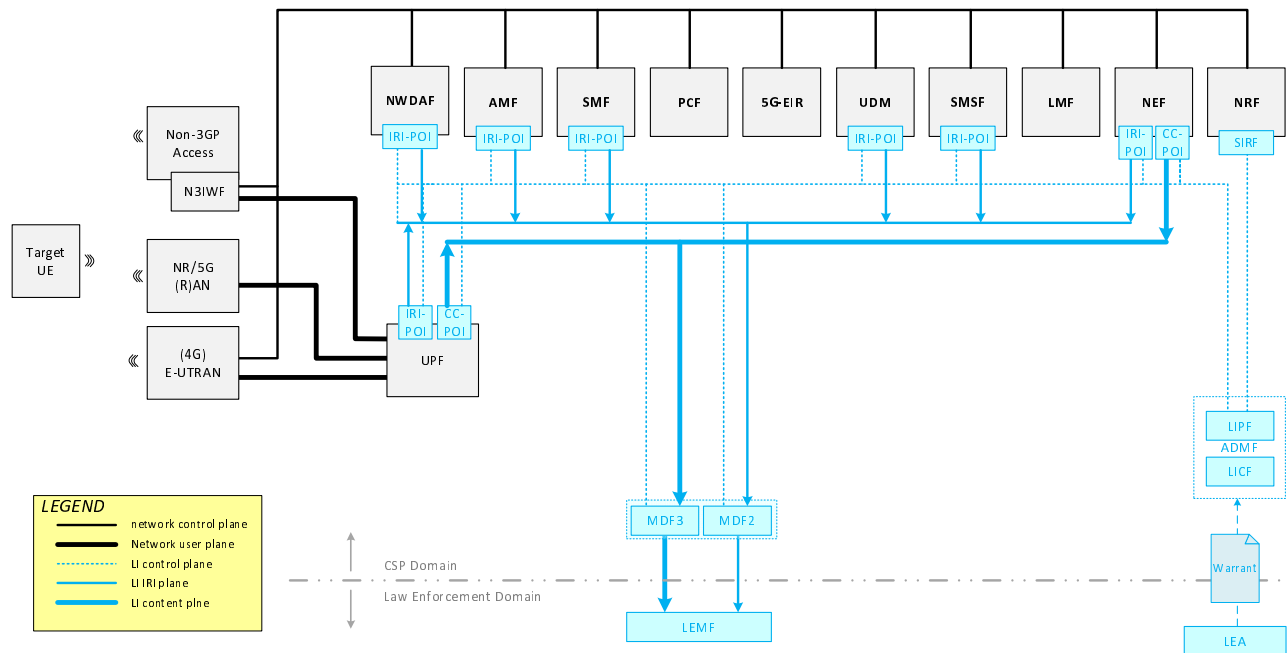 NWDAF
AMF
SMF
PCF
5G-EIR
UDM
SMSF
LMF
NEF
NRF
IRI-POI
IRI-POI
IRI-POI
IRI-POI
IRI-POI
IRI-
POI
CC-
POI
SIRF
Non-3GP
Access
N3IWF
Target
UE
NR/5G
(R)AN
(4G)
E-UTRAN
IRI-
POI
CC-
POI
UPF
LIPF
ADMF
LICF
LEGEND
network control plane
Network user plane
LI control plane
LI IRI plane
LI content plne
MDF3
MDF2
CSP Domain
Law Enforcement Domain
Warrant
LEMF
LEA